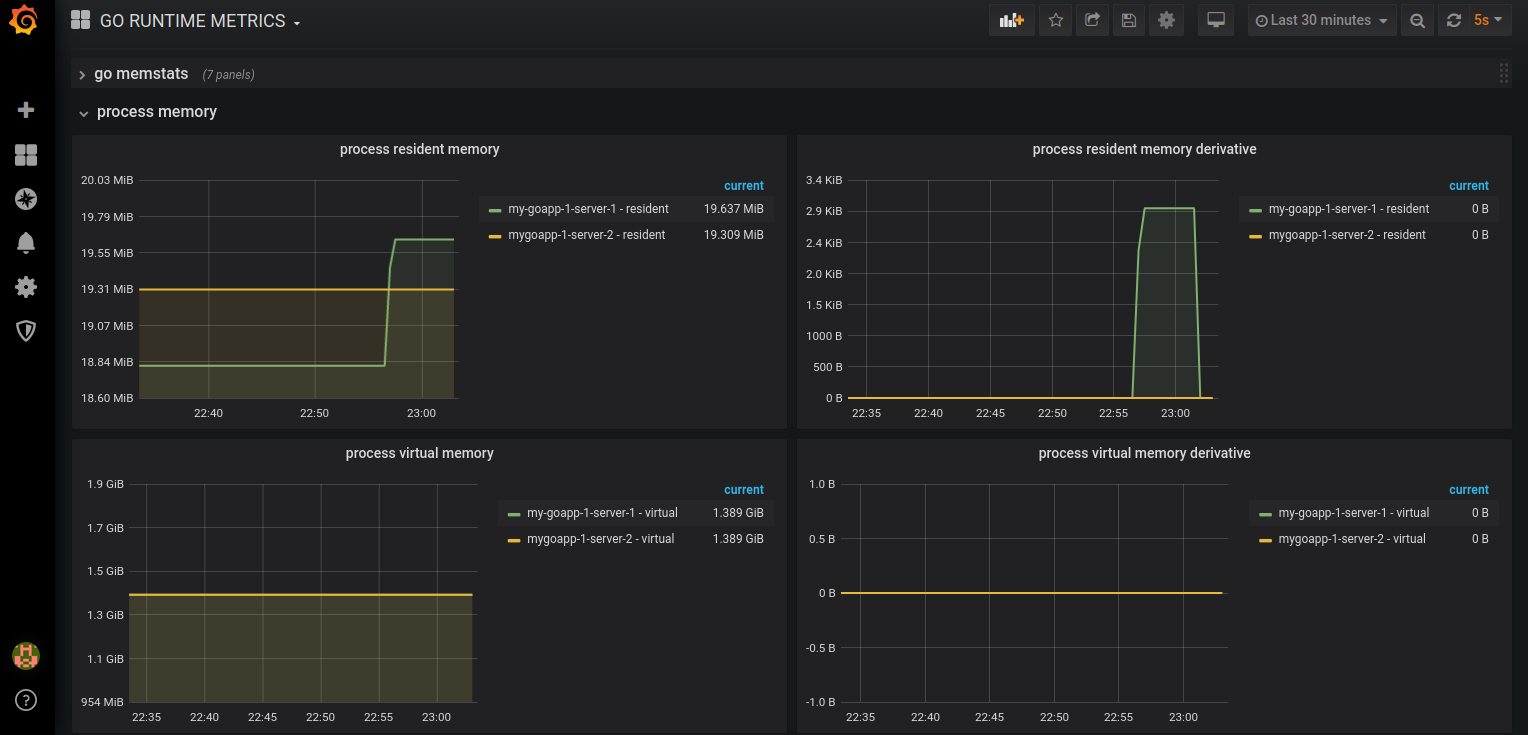 GO RUNTIME METRICS
Last 30 minutes
5s
go memstats (7 panels)
process memory
process resident memory
20.03 MiB
19.79 MiB
19.55 MiB
19.31 MiB
19.07 MiB
18.84 MiB
18.60 MiB
22:40 22:50 23:00
current
my-goapp-1-server-1 - resident 19.637 MiB
mygoapp-1-server-2 - resident 19.309 MiB
process resident memory derivative
3.4 KiB
2.9 KiB
2.4 KiB
2.0 KiB
1.5 KiB
1000 B
500 B
0 B
22:35 22:40 22:45 22:50 22:55 23:00
current
my-goapp-1-server-1 - resident 0 B
mygoapp-1-server-2 - resident 0 B
process virtual memory
1.9 GiB
1.7 GiB
1.5 GiB
1.3 GiB
1.1 GiB
954 MiB
22:35 22:40 22:45 22:50 22:55 23:00
current
my-goapp-1-server-1 - virtual 1.389 GiB
mygoapp-1-server-2 - virtual 1.389 GiB
process virtual memory derivative
1.0 B
0.5 B
0 B
-0.5 B
-1.0 B
22:35 22:40 22:45 22:50 22:55 23:00
current
my-goapp-1-server-1 - virtual 0 B
mygoapp-1-server-2 - virtual 0 B